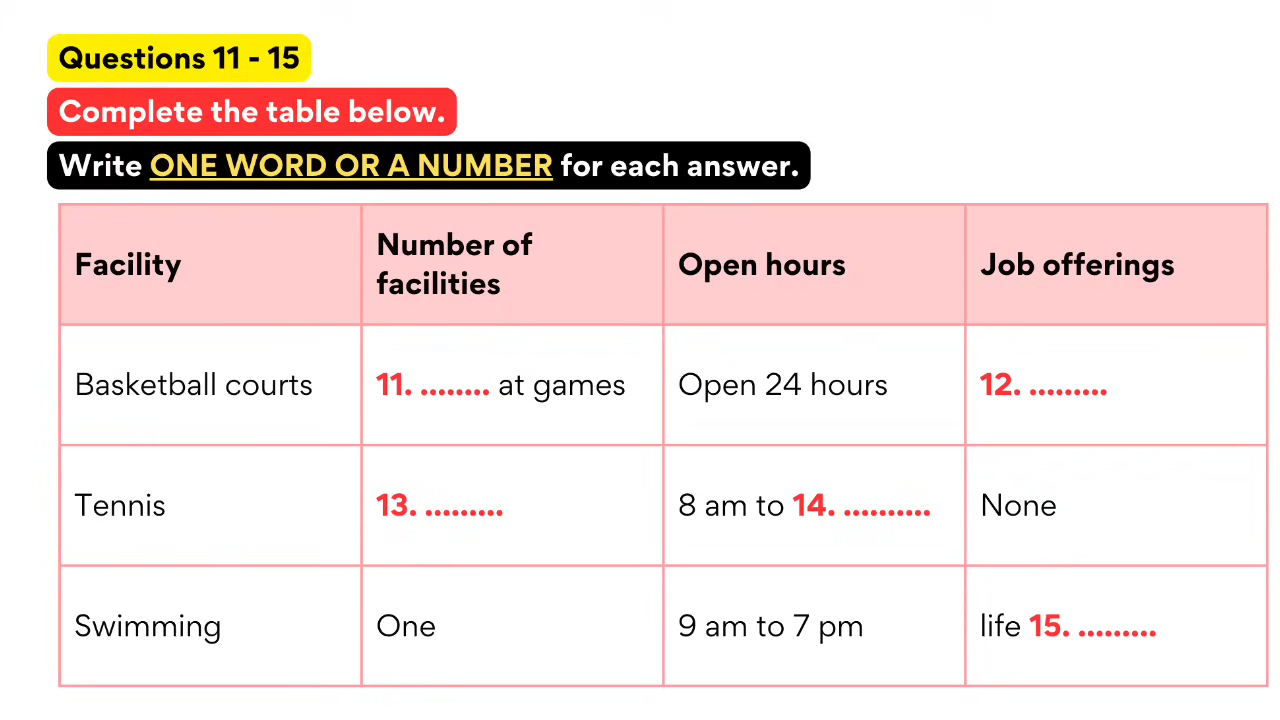 Questions 11 - 15
Complete the table below.
Write ONE WORD OR A NUMBER for each answer.
Facility
Number of
facilities
Open hours
Job offerings
Basketball courts
11. ........ at games
Open 24 hours
12. .........
Tennis
13. .........
8 am to 14. ..........
None
Swimming
One
9 am to 7 pm
life 15. .........